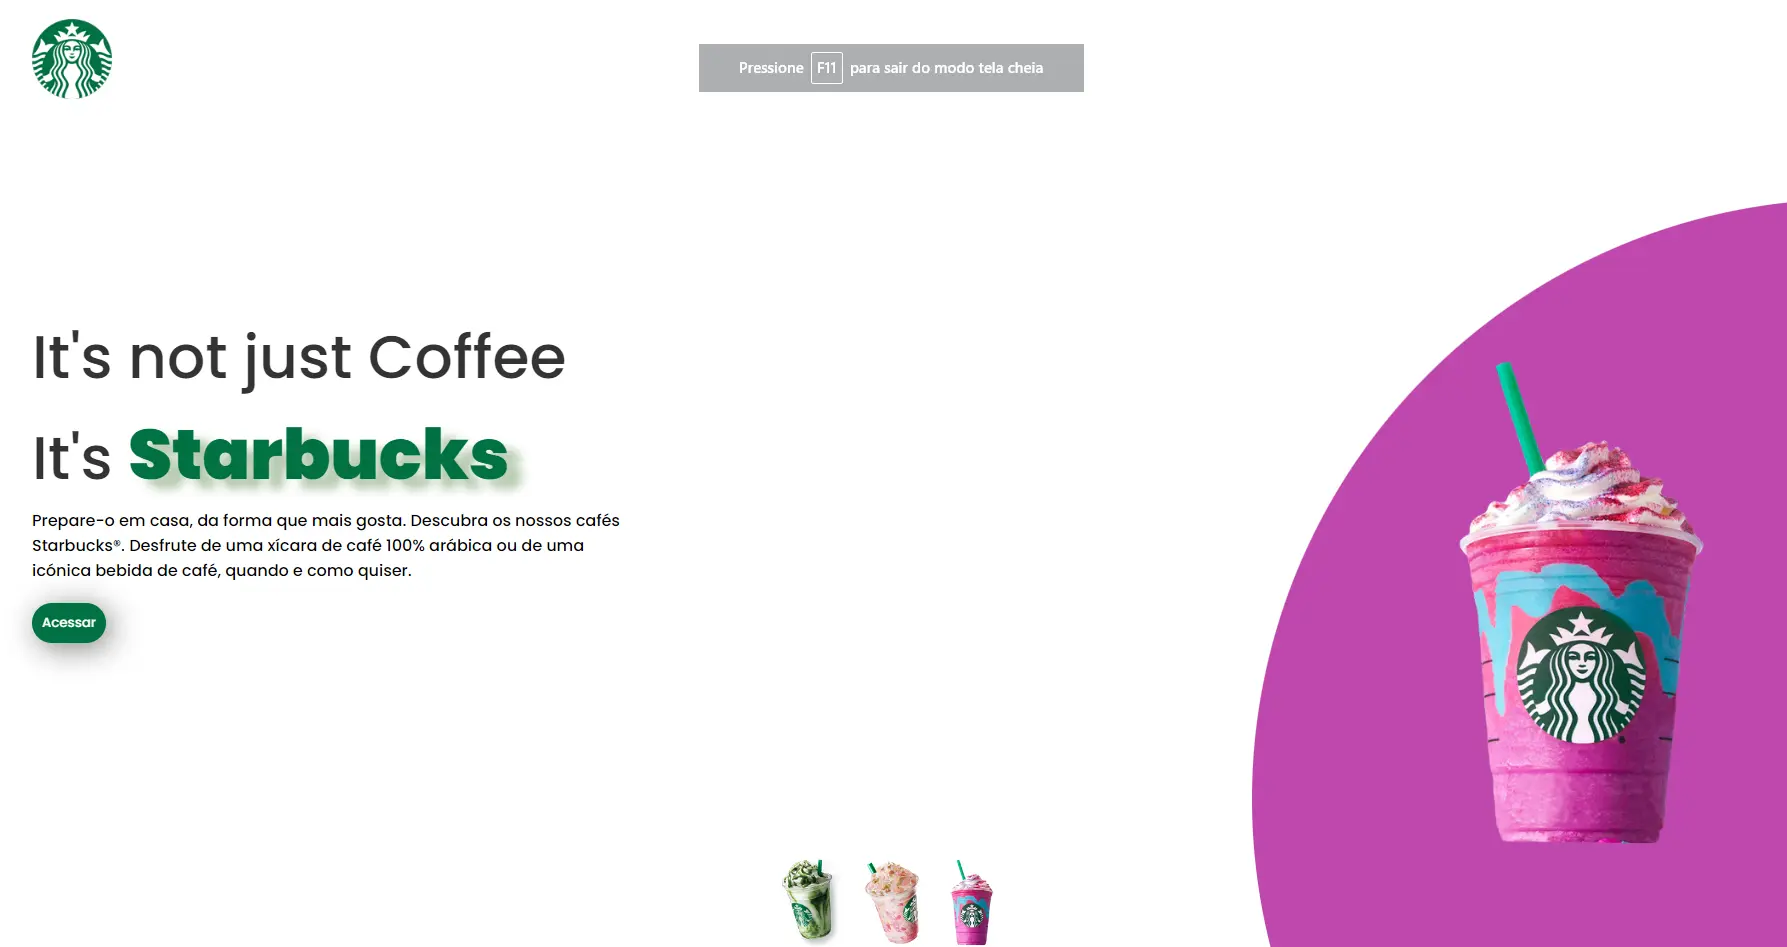 Pressione F11 para sair do modo tela cheia
It's not just Coffee
It's Starbucks
Prepare-o em casa, da forma que mais gosta. Descubra os nossos cafés
Starbucks®. Desfrute de uma xícara de café 100% arábica ou de uma
icónica bebida de café, quando e como quiser.
Acessar